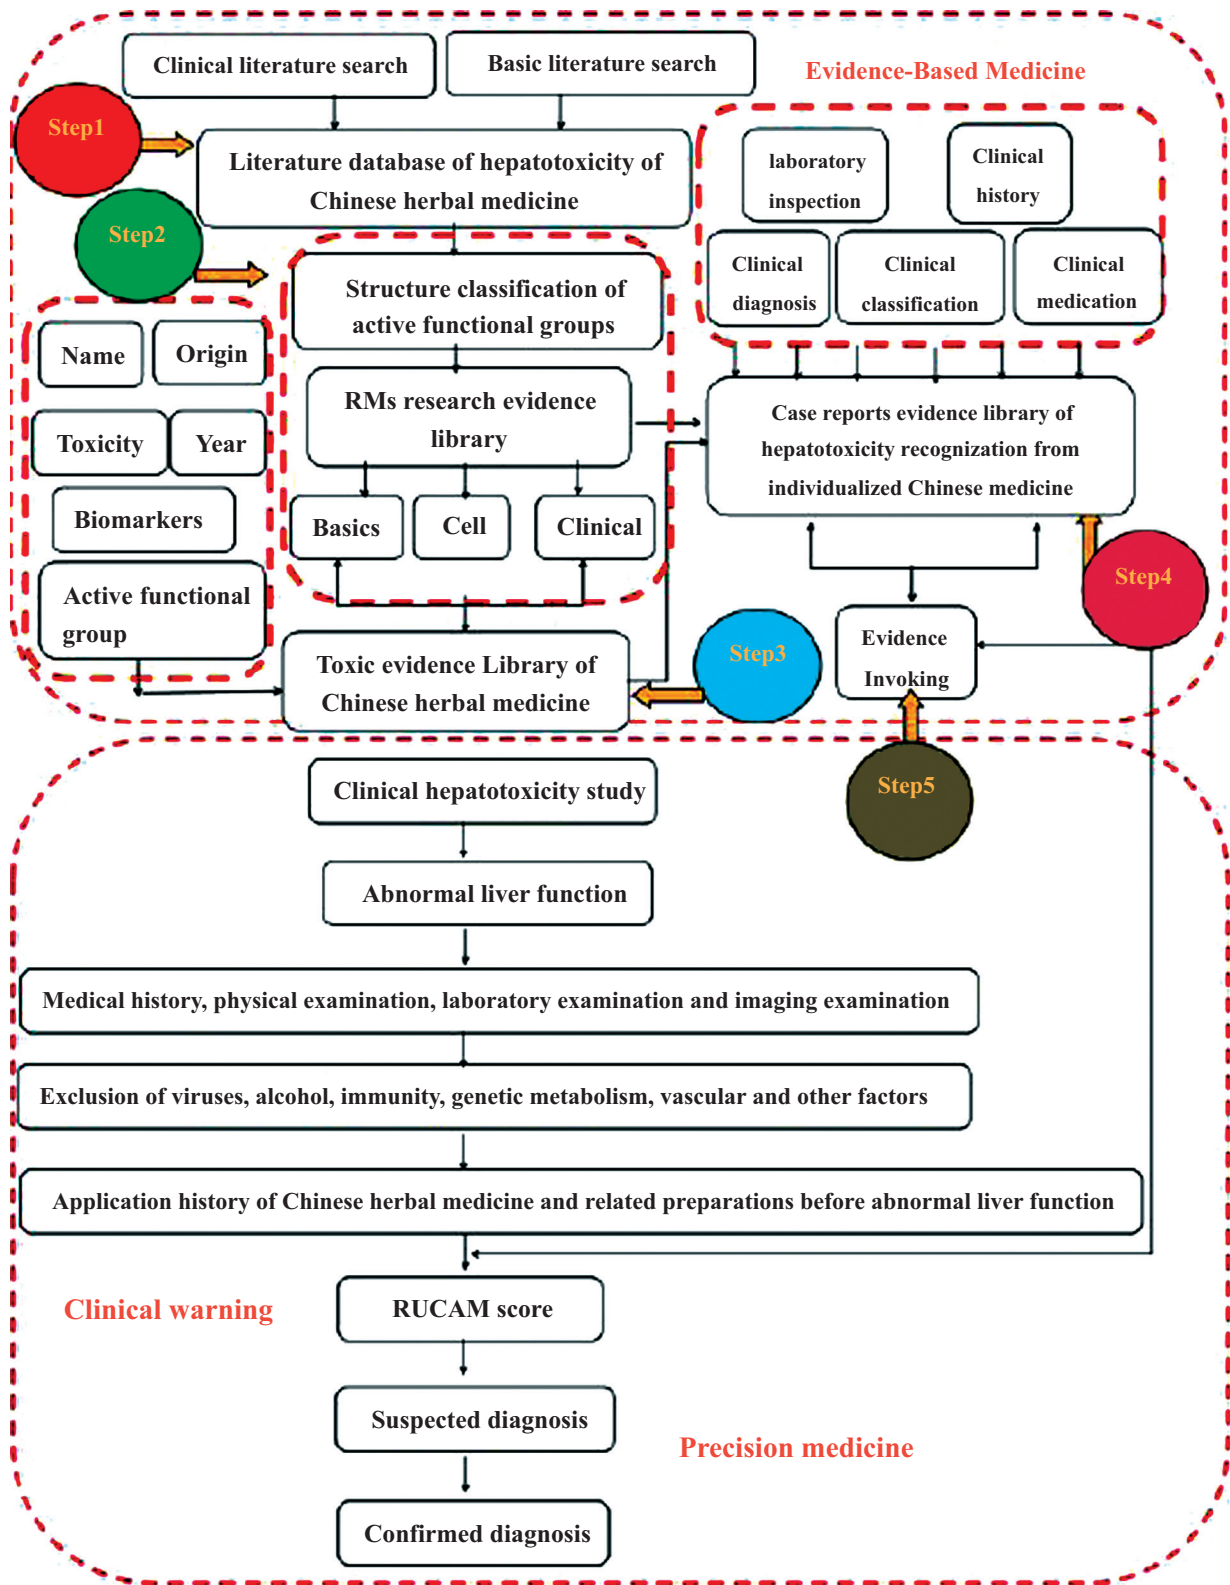 Clinical literature search
Basic literature search
Evidence-Based Medicine
Step1
Literature database of hepatotoxicity of
Chinese herbal medicine
laboratory
inspection
Clinical
history
Clinical
diagnosis
Clinical
classification
Clinical
medication
Step2
Structure classification of
active functional groups
Name
Origin
Toxicity
Year
Biomarkers
Active functional
group
RMs research evidence
library
Basics
Cell
Clinical
Case reports evidence library of
hepatotoxicity recognization from
individualized Chinese medicine
Step4
Toxic evidence Library of
Chinese herbal medicine
Step3
Evidence
Invoking
Step5
Clinical hepatotoxicity study
Abnormal liver function
Medical history, physical examination, laboratory examination and imaging examination
Exclusion of viruses, alcohol, immunity, genetic metabolism, vascular and other factors
Application history of Chinese herbal medicine and related preparations before abnormal liver function
Clinical warning
RUCAM score
Suspected diagnosis
Precision medicine
Confirmed diagnosis